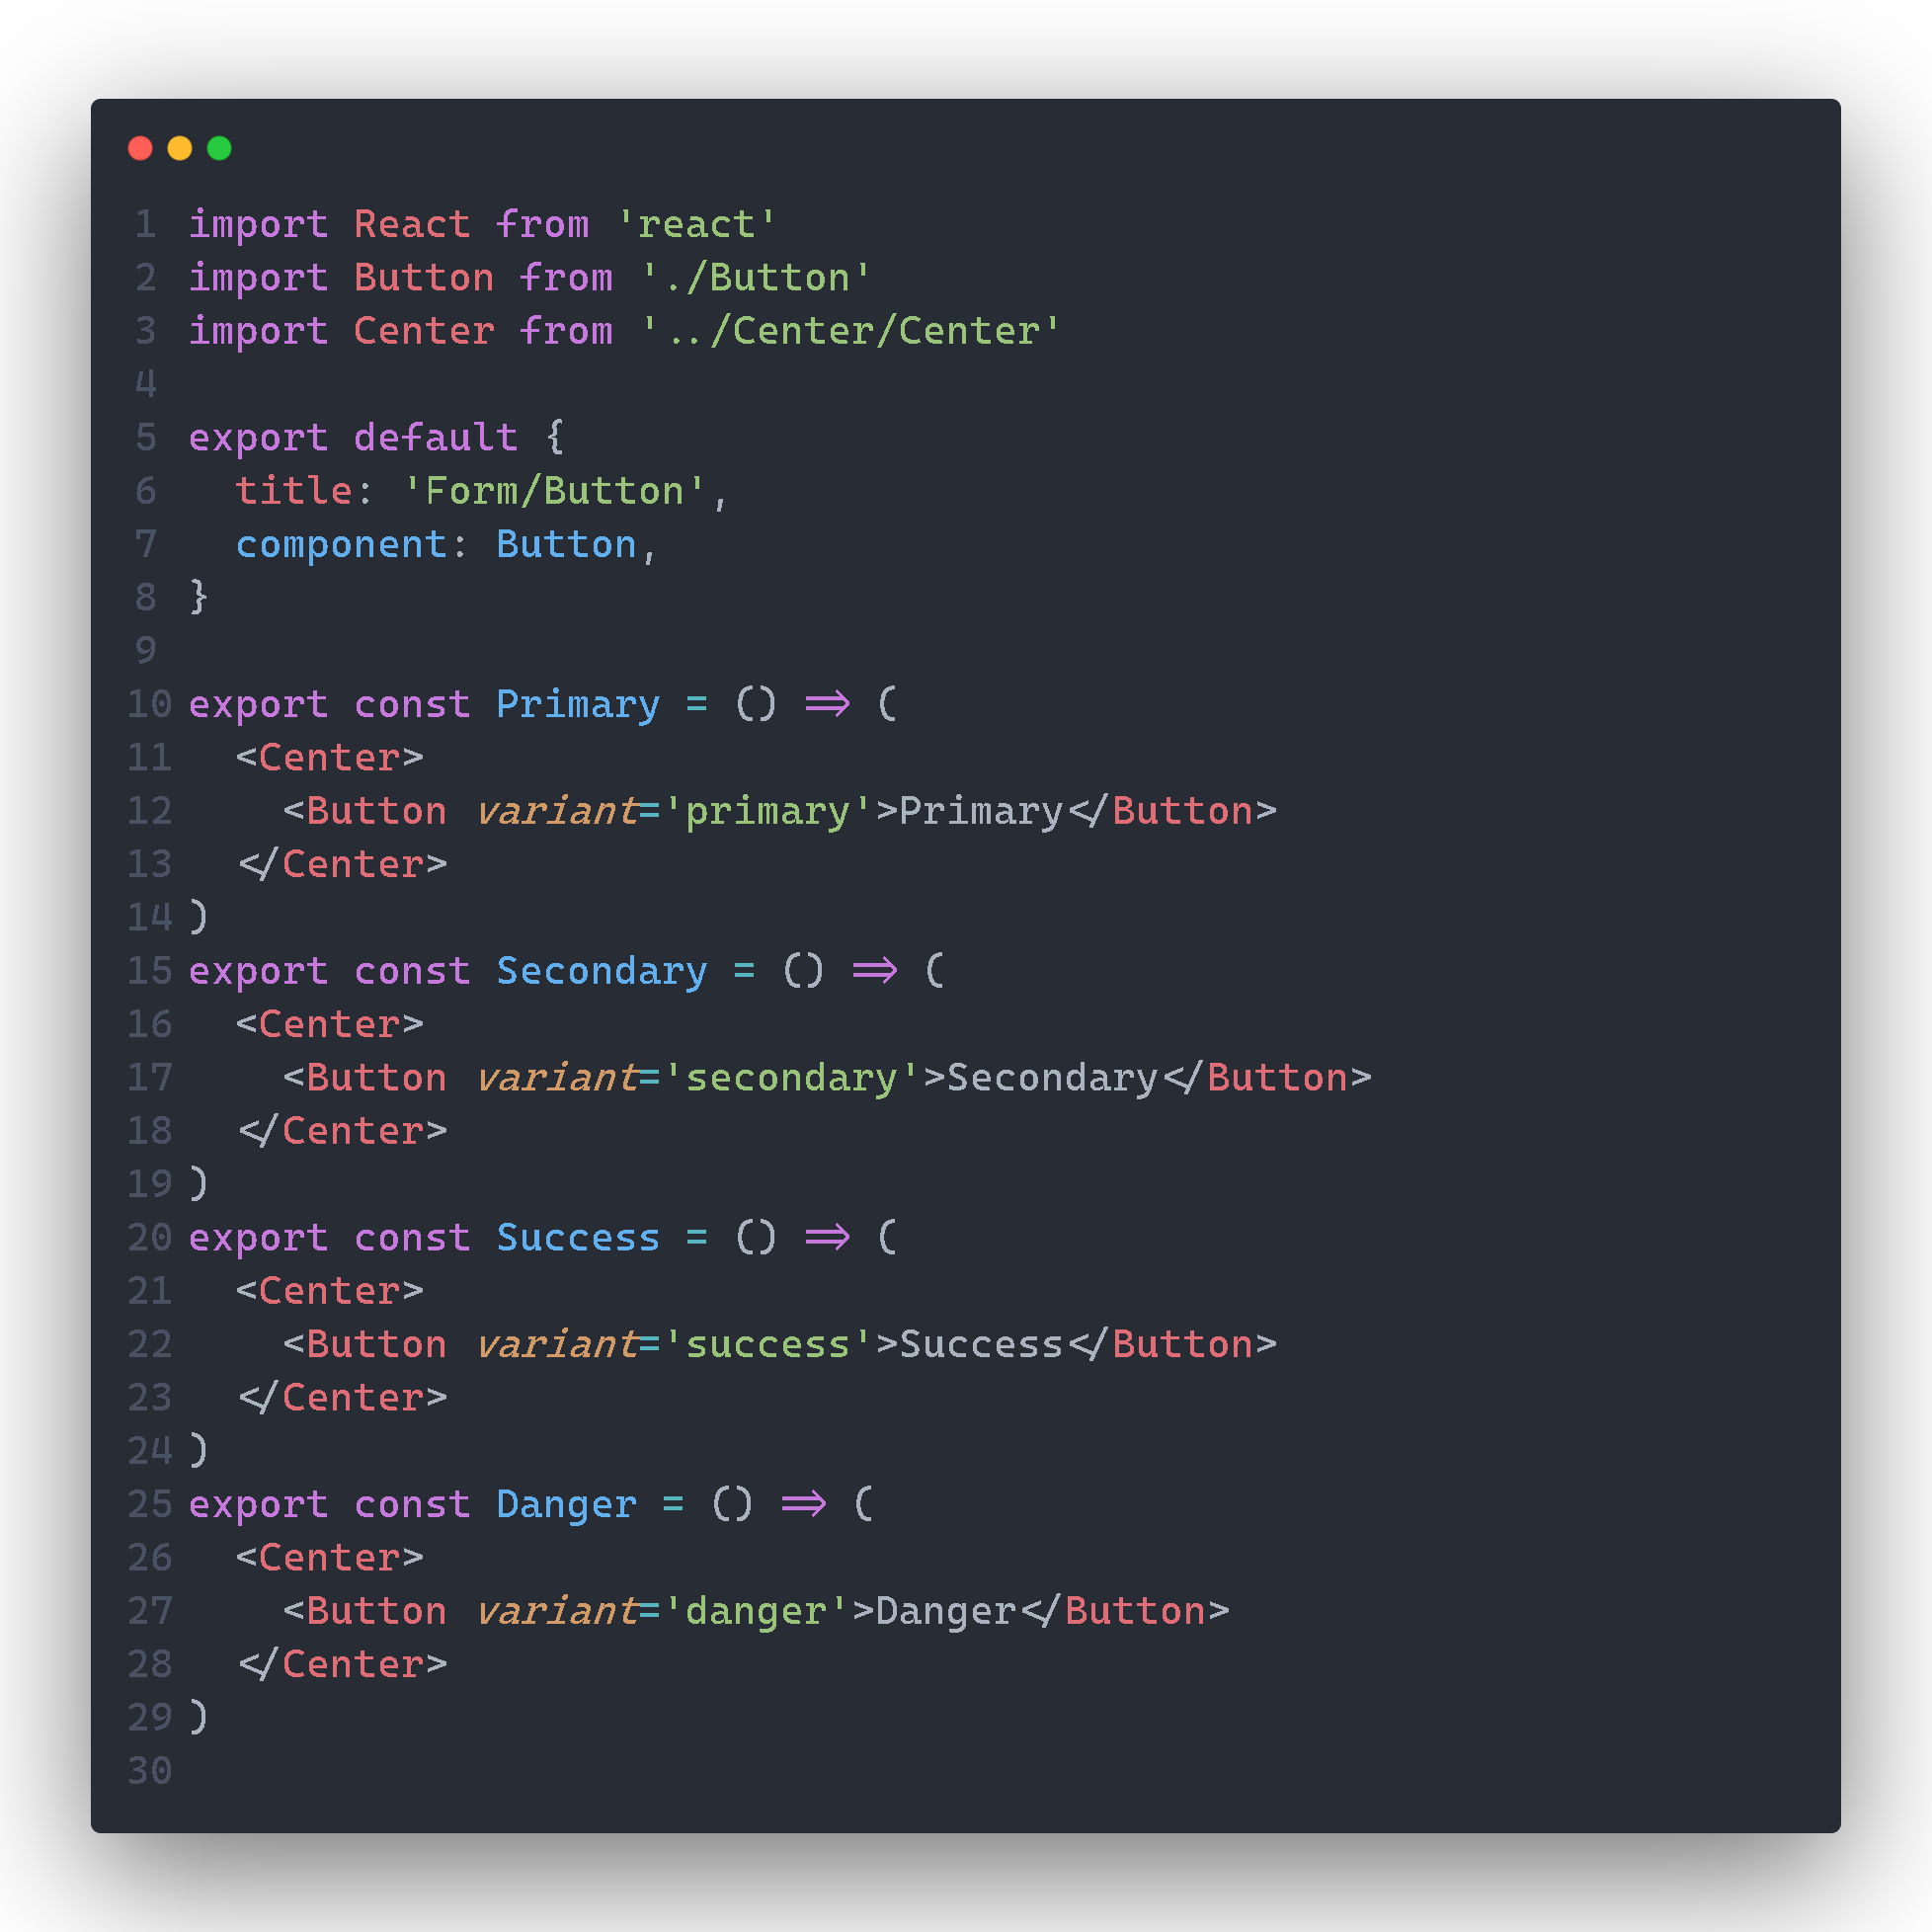 1 import React from 'react'
2 import Button from './Button'
3 import Center from '../Center/Center'
4
5 export default {
6   title: 'Form/Button',
7   component: Button,
8 }
9
10 export const Primary = () => (
11   <Center>
12     <Button variant='primary'>Primary</Button>
13   </Center>
14 )
15 export const Secondary = () => (
16   <Center>
17     <Button variant='secondary'>Secondary</Button>
18   </Center>
19 )
20 export const Success = () => (
21   <Center>
22     <Button variant='success'>Success</Button>
23   </Center>
24 )
25 export const Danger = () => (
26   <Center>
27     <Button variant='danger'>Danger</Button>
28   </Center>
29 )
30